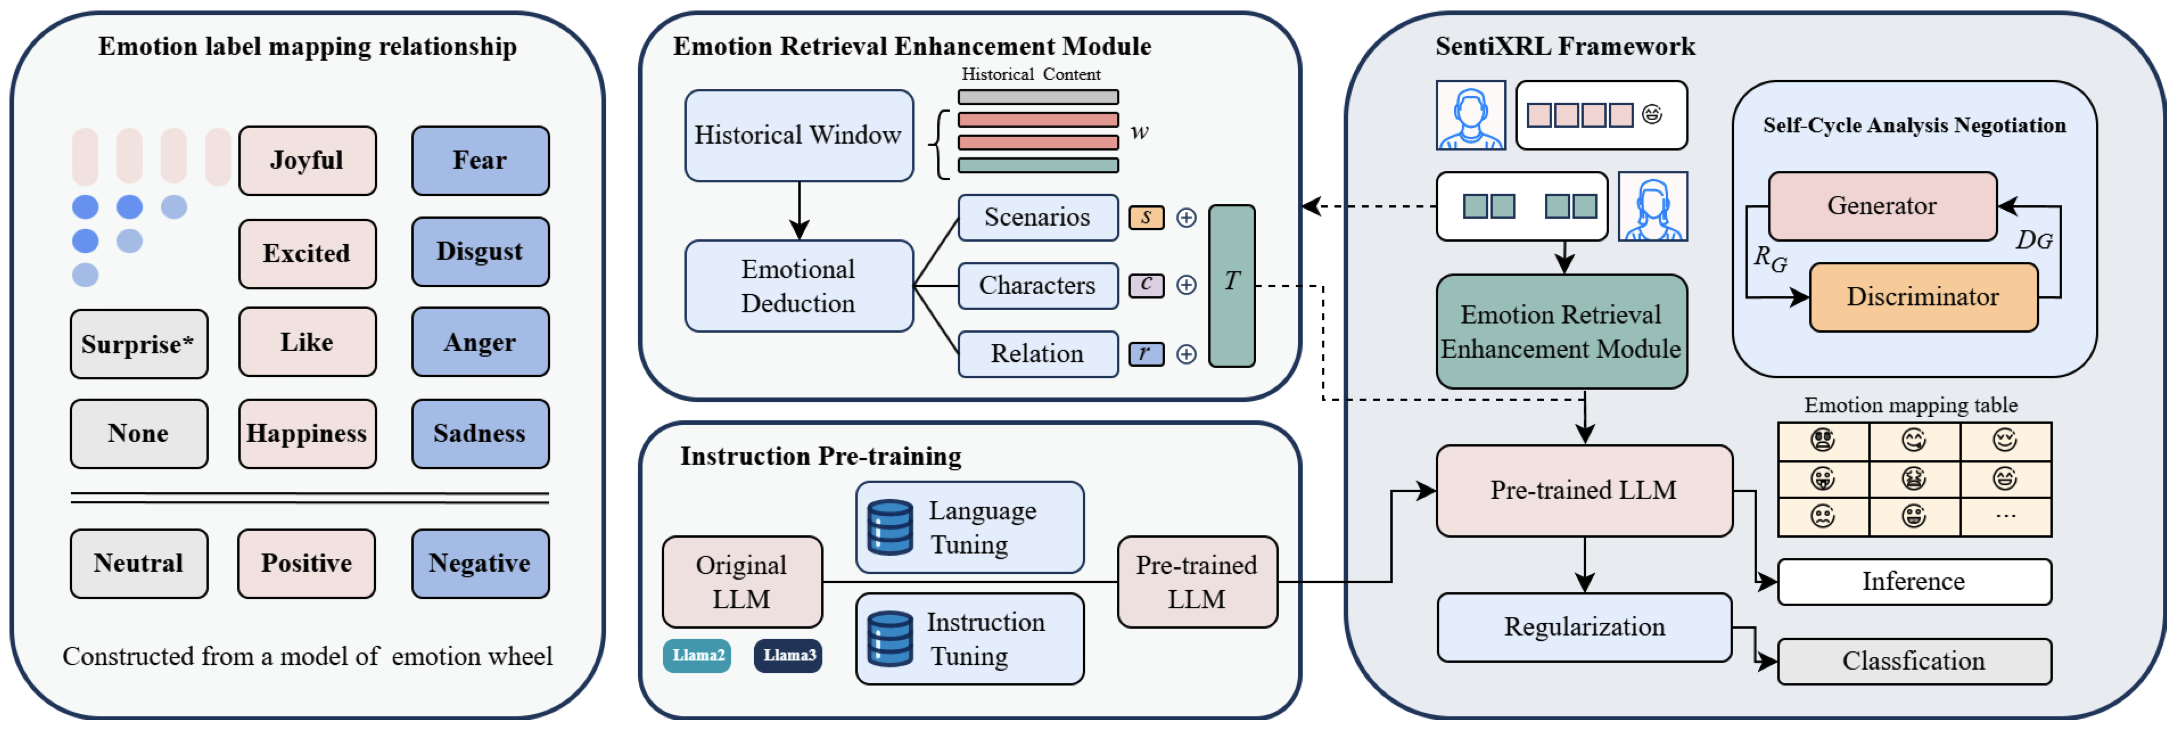 Emotion label mapping relationship
Joyful
Fear
Excited
Disgust
Surprise*
Like
Anger
None
Happiness
Sadness
Neutral
Positive
Negative
Constructed from a model of emotion wheel
Emotion Retrieval Enhancement Module
Historical Content
Historical Window
w
Scenarios
s
Emotional
Deduction
Characters
c
T
Relation
r
Instruction Pre-training
Language
Tuning
Original
LLM
Pre-trained
LLM
Instruction
Tuning
Llama2
Llama3
SentiXRL Framework
Self-Cycle Analysis Negotiation
Generator
R_G
D_G
Discriminator
Emotion Retrieval
Enhancement Module
Emotion mapping table
...
Pre-trained LLM
Inference
Regularization
Classfication